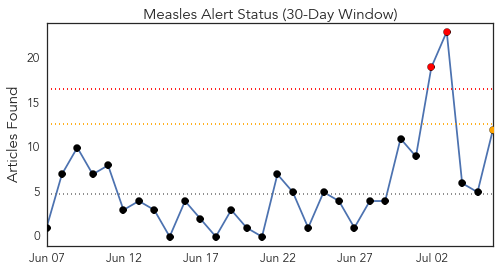 Measles Alert Status (30-Day Window)
Articles Found
20
15
10
5
0
Jun 07 Jun 12 Jun 17 Jun 22 Jun 27 Jul 02